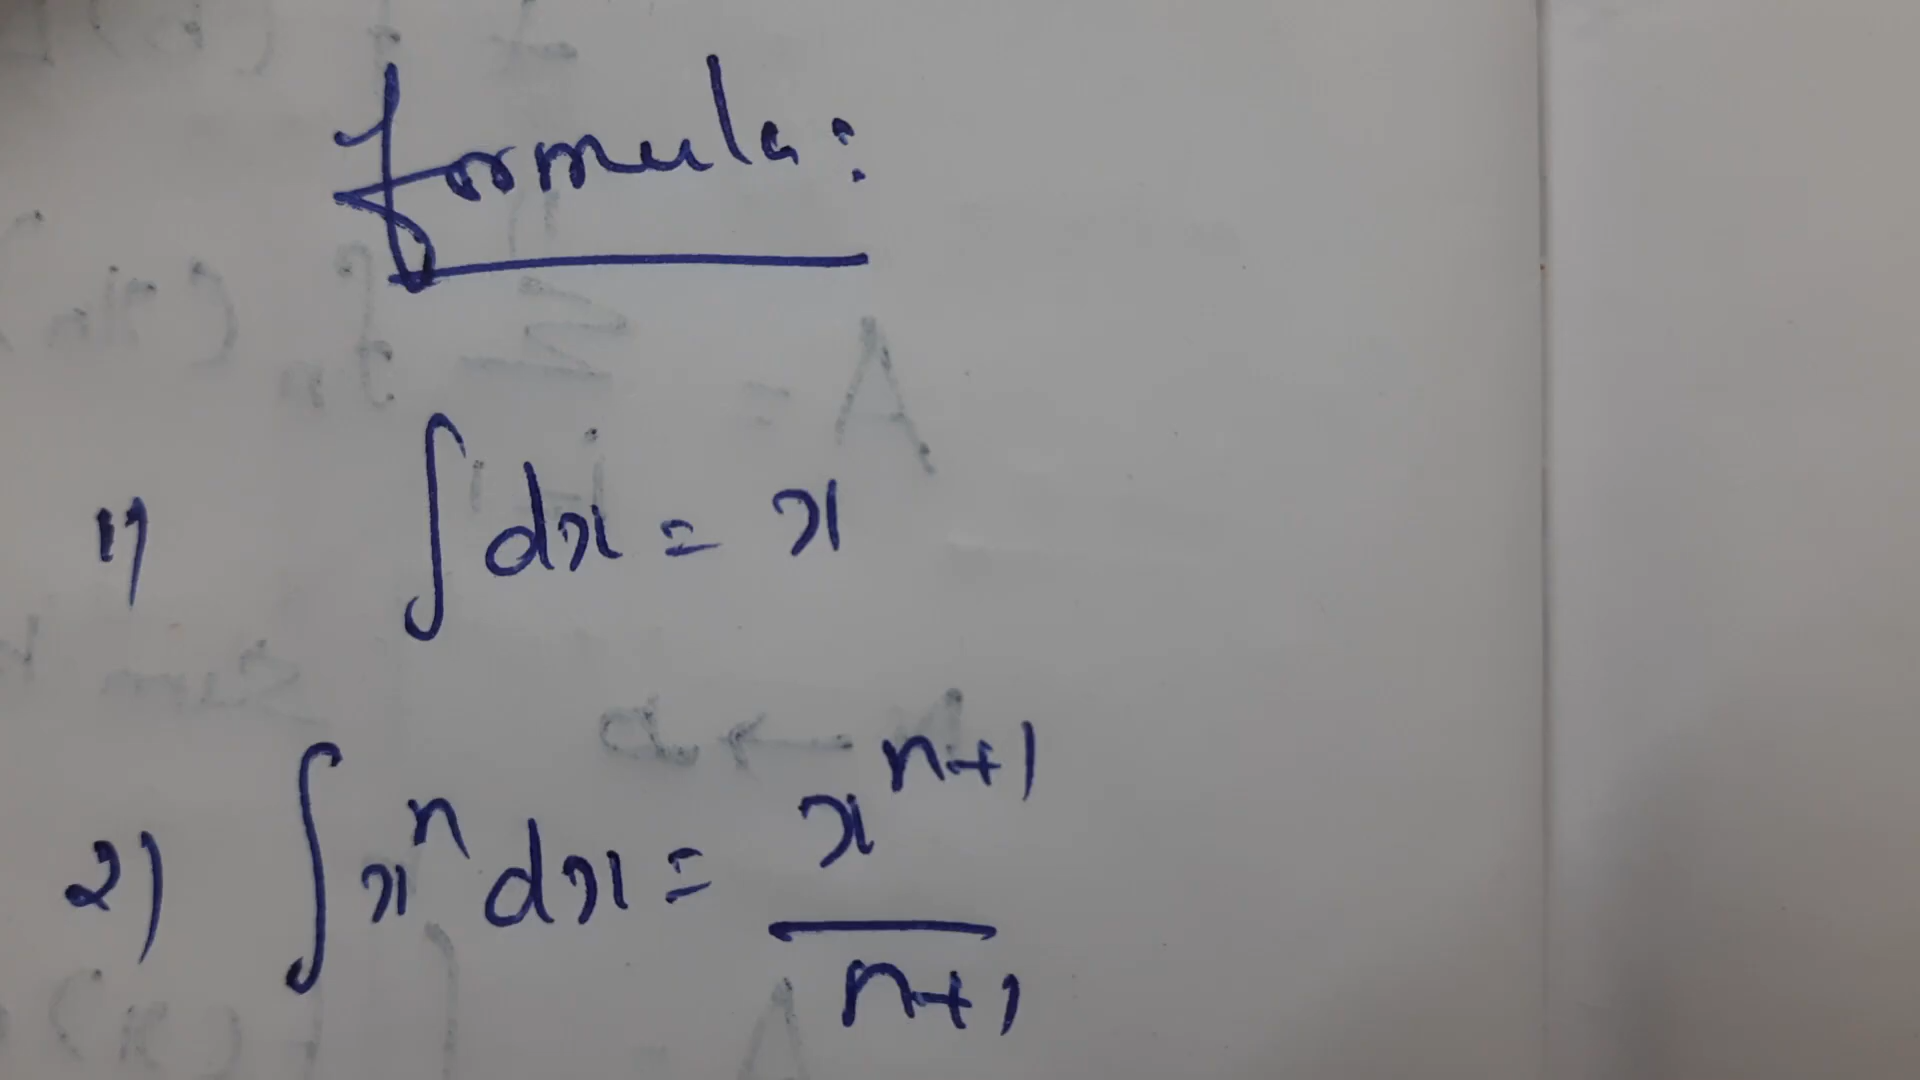 formula:
1) ∫dx = x
2) ∫x^n dx = x^(n+1)/(n+1)